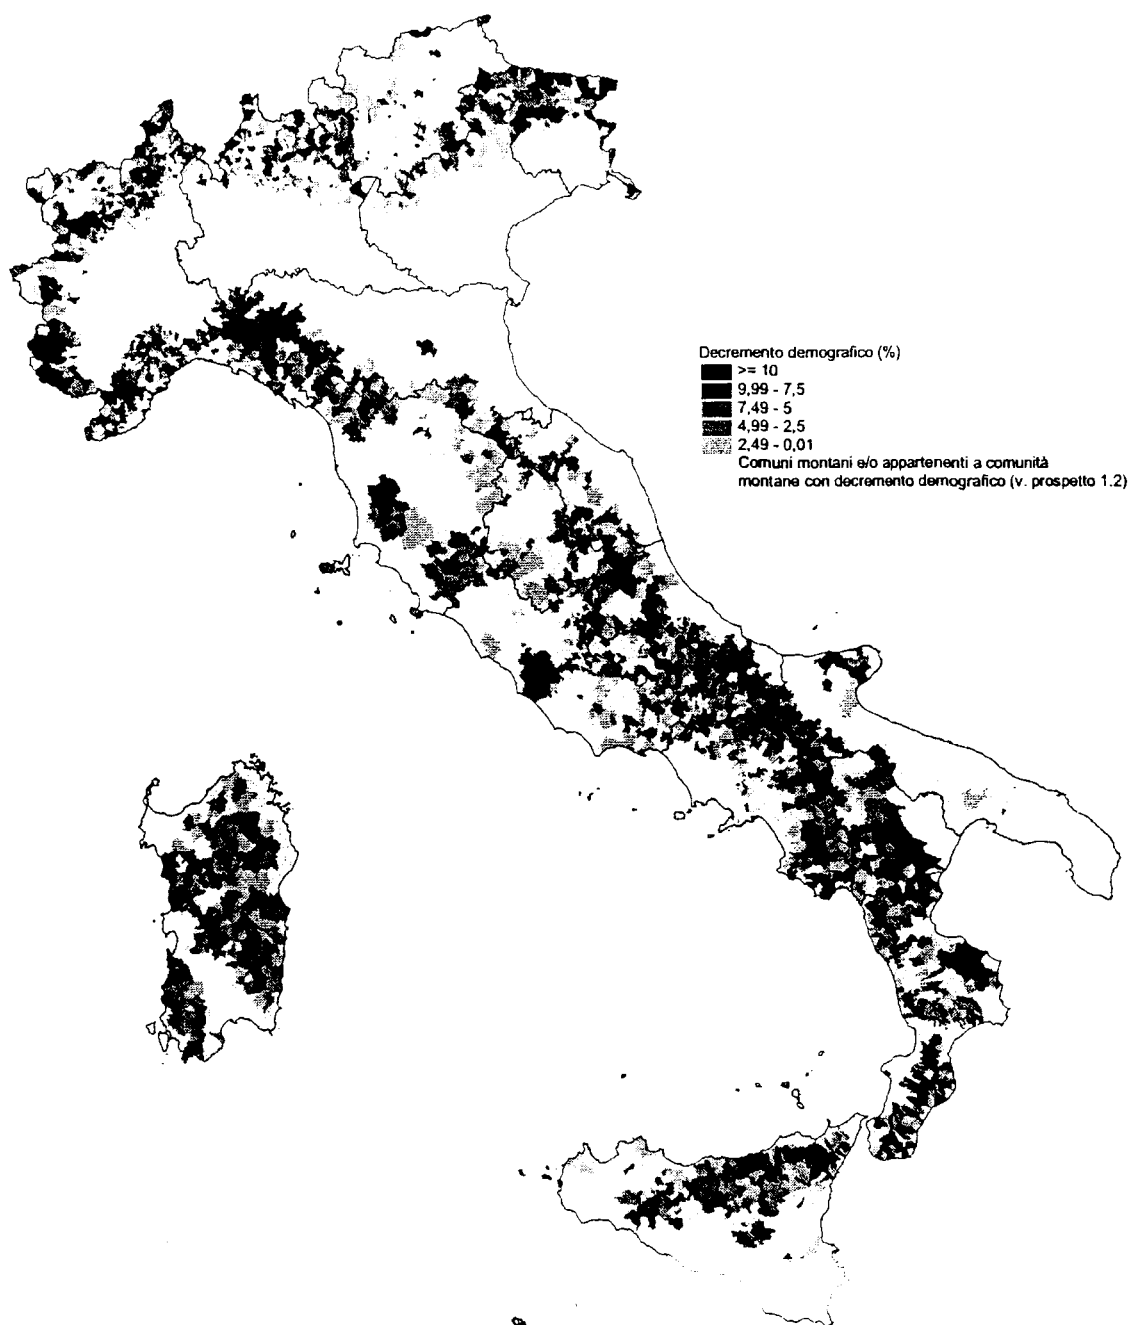 Decremento demografico (%)
>= 10
9,99 - 7,5
7,49 - 5
4,99 - 2,5
2,49 - 0,01
Comuni montani e/o appartenenti a comunità
montane con decremento demografico (v. prospetto 1.2)